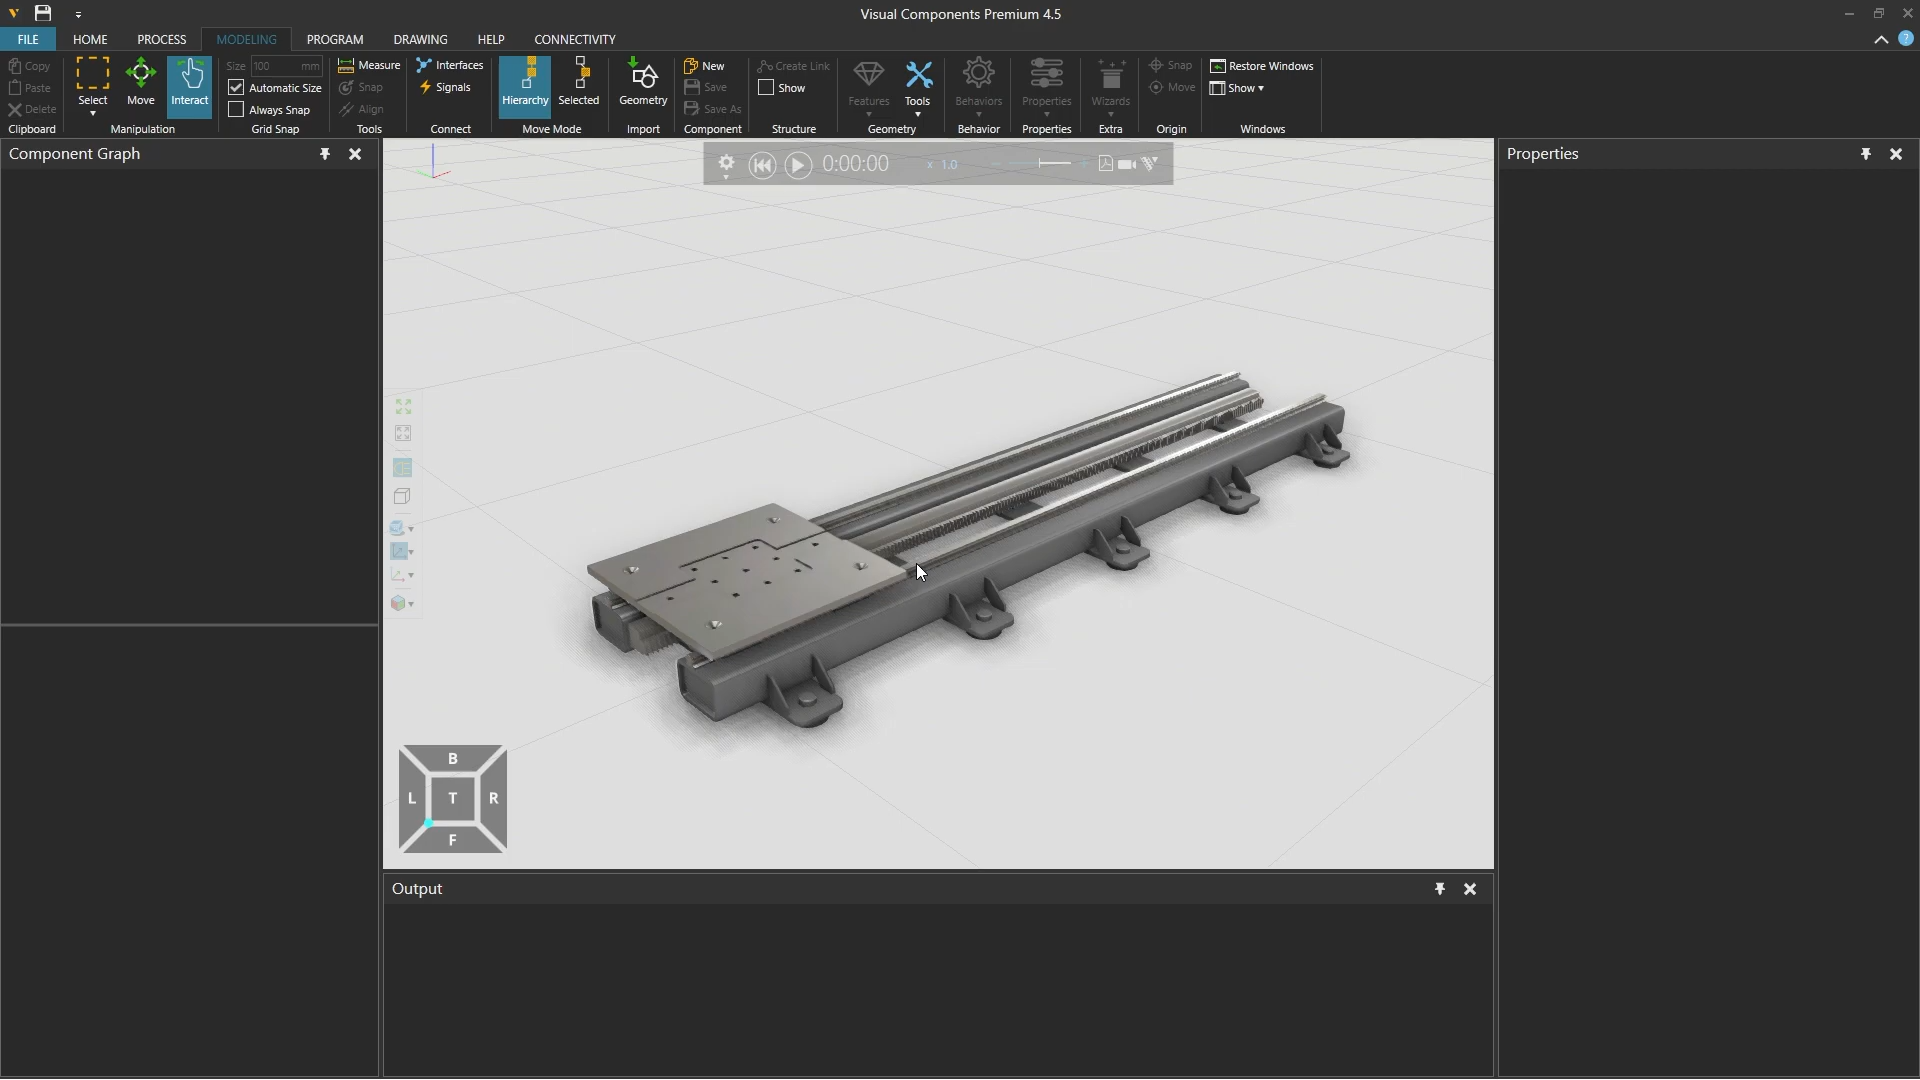 Visual Components Premium 4.5
FILE HOME PROCESS MODELING PROGRAM DRAWING HELP CONNECTIVITY
Copy
Paste
Delete
Clipboard
Select
Move
Interact
Manipulation
Size 100 mm
Automatic Size
Always Snap
Grid Snap
Measure
Snap
Align
Tools
Interfaces
Signals
Connect
Hierarchy
Selected
Move Mode
Geometry
Import
New
Save
Save As
Component
Create Link
Show
Structure
Features
Tools
Geometry
Behaviors
Behavior
Properties
Properties
Wizards
Extra
Snap
Move
Origin
Restore Windows
Show
Windows
Component Graph
0:00:00 x 1.0
Properties
B
L T R
F
Output